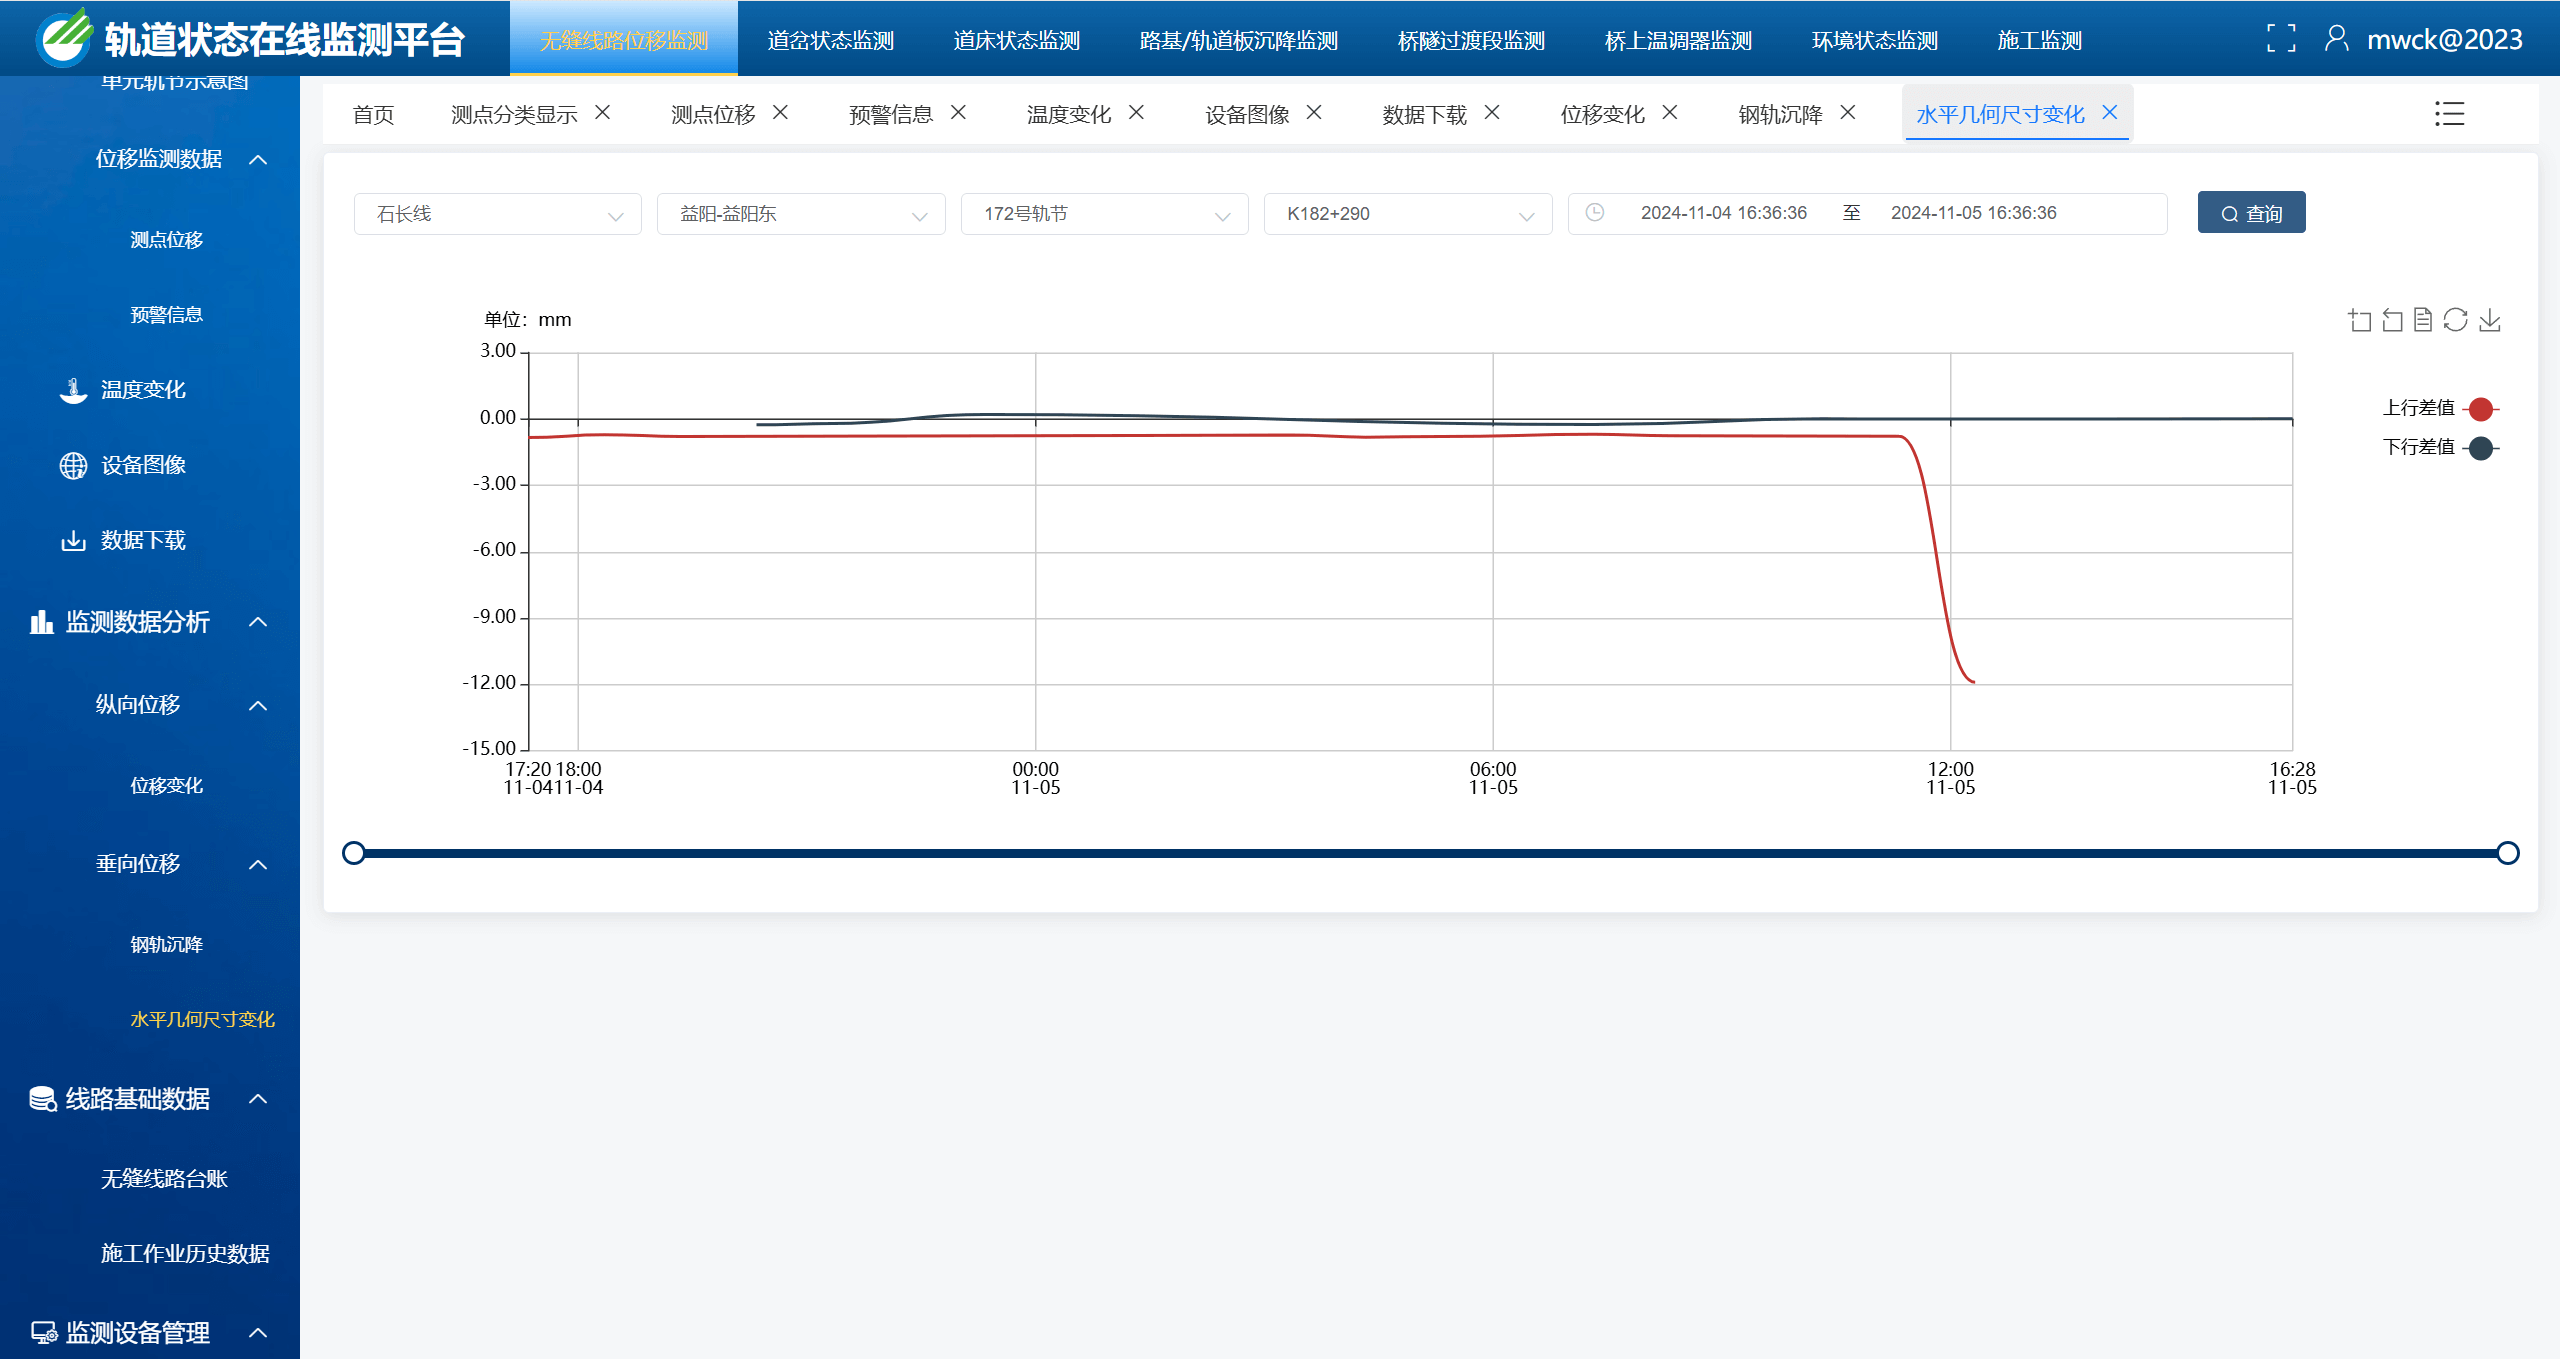 轨道状态在线监测平台
无缝线路位移监测 道岔状态监测 道床状态监测 路基/轨道板沉降监测 桥隧过渡段监测 桥上温调器监测 环境状态监测 施工监测 mwck@2023
单元轨节示意图
位移监测数据
测点位移
预警信息
温度变化
设备图像
数据下载
监测数据分析
纵向位移
位移变化
垂向位移
钢轨沉降
水平几何尺寸变化
线路基础数据
无缝线路台账
施工作业历史数据
监测设备管理
首页 测点分类显示 测点位移 预警信息 温度变化 设备图像 数据下载 位移变化 钢轨沉降 水平几何尺寸变化
石长线 益阳-益阳东 172号轨节 K182+290 2024-11-04 16:36:36 至 2024-11-05 16:36:36 查询
单位：mm
3.00
0.00
-3.00
-6.00
-9.00
-12.00
-15.00
17:20 18:00 00:00 06:00 12:00 16:28
11-04 11-04 11-05 11-05 11-05 11-05
上行差值
下行差值